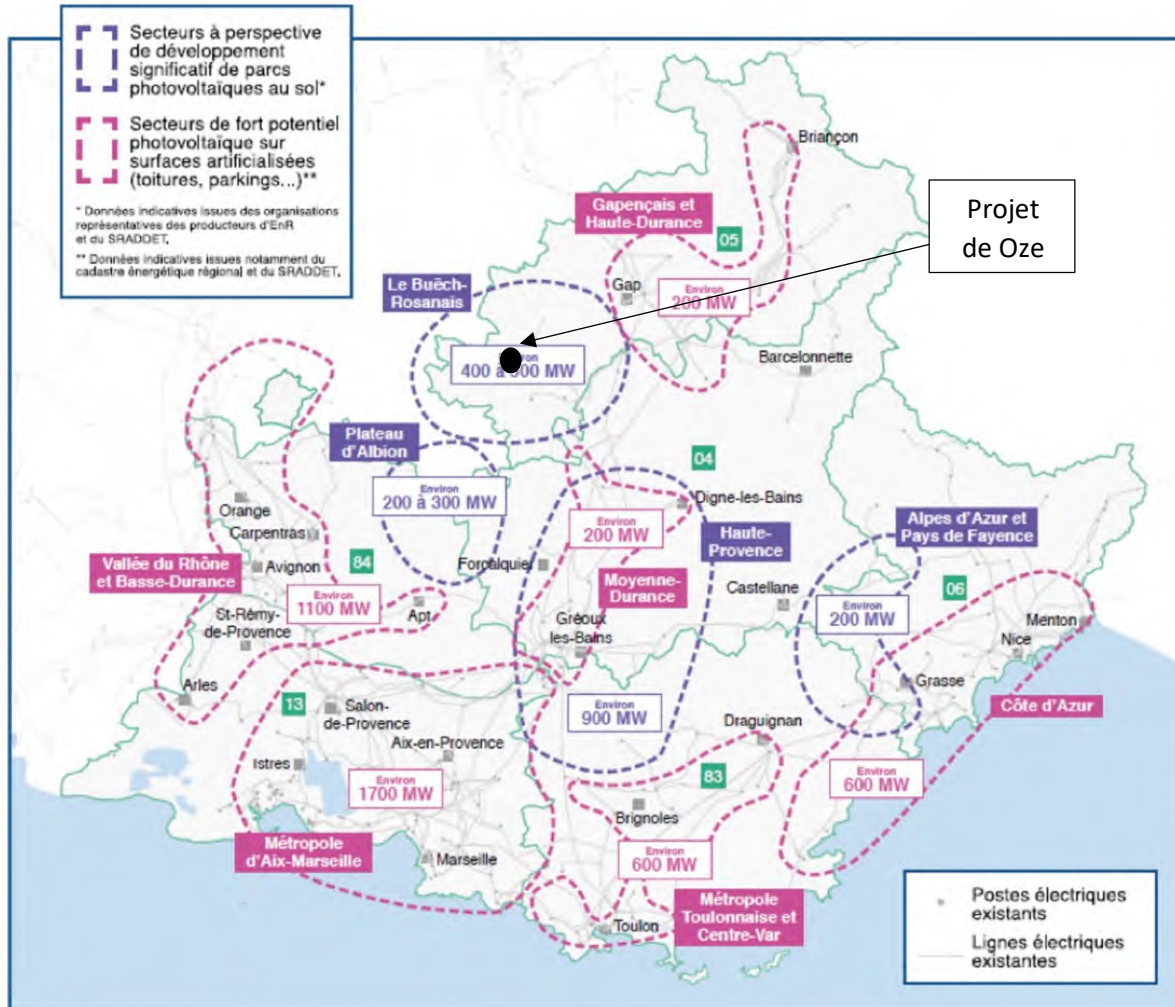 Secteurs à perspective
de développement
significatif de parcs
photovoltaïques au sol*
Secteurs de fort potentiel
photovoltaïque sur
surfaces artificialisées
(toitures, parkings...)**
* Données indicatives issues des organisations
représentatives des producteurs d'EnR
et du SRADDET.
** Données indicatives issues notamment du
cadastre énergétique régional et du SRADDET.
Briançon
Projet
de Oze
Gapençais et
Haute-Durance
05
Le Buëch-
Rosanais
Gap
Environ
200 MW
Barcelonnette
400 à 500 MW
Plateau
d'Albion
04
Environ
200 à 300 MW
Digne-les-Bains
Orange
Carpentras
Environ
200 MW
Haute-
Provence
Alpes d'Azur et
Pays de Fayence
Vallée du Rhône
et Basse-Durance
Avignon
84
Forcalquier
Moyenne-
Durance
Castellane
06
Environ
1100 MW
Apt
St-Rémy-
de-Provence
Gréoux
les-Bains
Environ
200 MW
Menton
Nice
Grasse
Arles
13
Salon-
de-Provence
Environ
900 MW
Draguignan
Côte d'Azur
Aix-en-Provence
Istres
83
Environ
1700 MW
Environ
600 MW
Brignoles
Métropole
d'Aix-Marseille
Marseille
Environ
600 MW
Toulon
Métropole
Toulonnaise et
Centre-Var
Postes électriques
existants
Lignes électriques
existantes